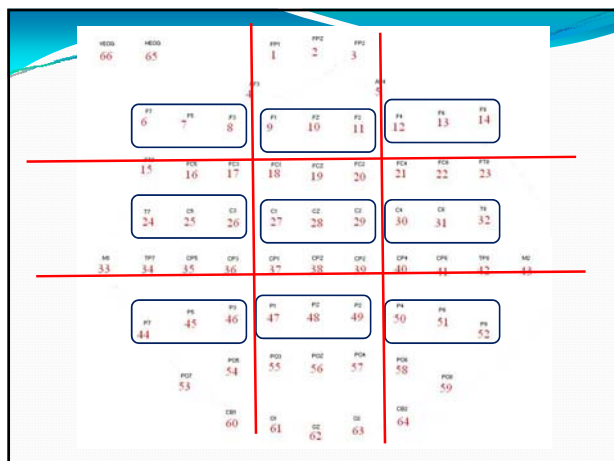 VEOG HEOG FP1 FPZ FP2
66 65 1 2 3
AF3 AF4
4 5
F7 F5 F3 F1 FZ F2 F4 F6 F8
6 7 8 9 10 11 12 13 14
FC5 FC3 FC1 FCZ FC2 FC4 FC6 FT8
15 16 17 18 19 20 21 22 23
T7 C5 C3 C1 CZ C2 C4 C6 T8
24 25 26 27 28 29 30 31 32
M1 TP7 CP5 CP3 CP1 CPZ CP2 CP4 CP6 TP8 M2
33 34 35 36 37 38 39 40 41 42 43
P7 P5 P3 P1 PZ P2 P4 P6 P8
44 45 46 47 48 49 50 51 52
PO7 PO5 PO3 POZ PO4 PO6 PO8
53 54 55 56 57 58 59
CB1 O1 OZ O2 CB2
60 61 62 63 64